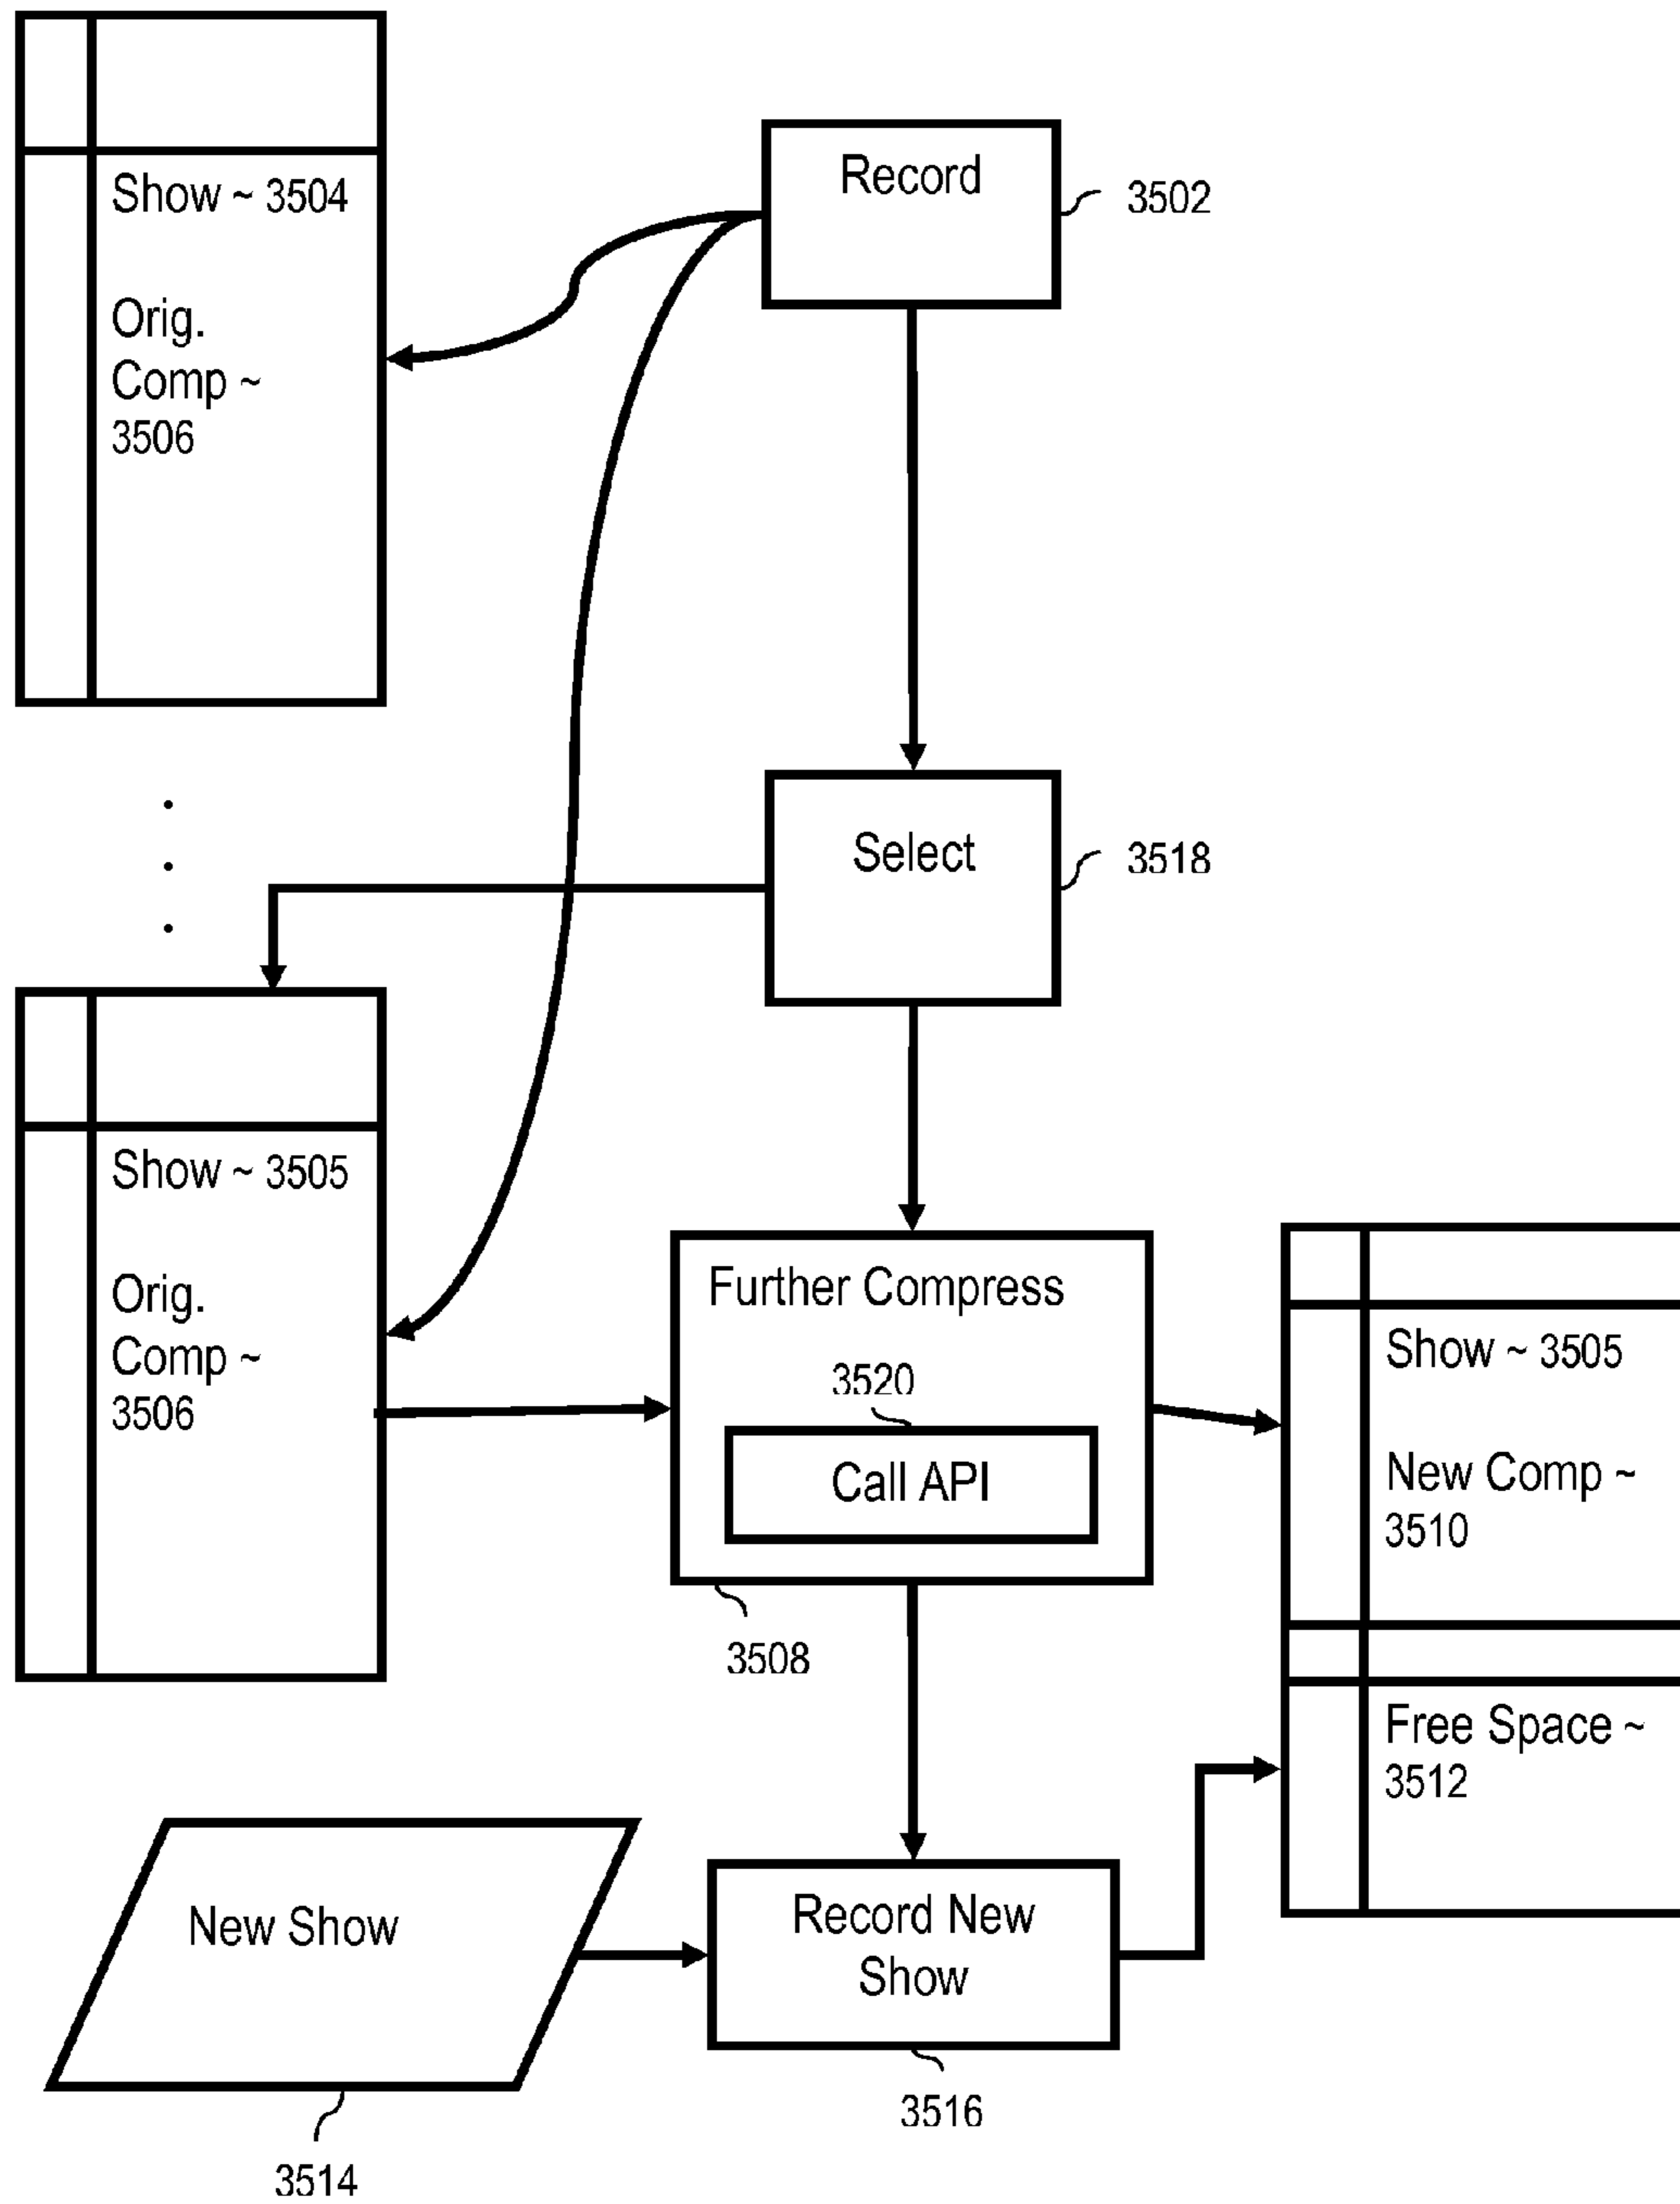 Record
3502
Show ~ 3504
Orig.
Comp ~
3506
Select
3518
Show ~ 3505
Orig.
Comp ~
3506
Further Compress
3520
Call API
3508
Show ~ 3505
New Comp ~
3510
Free Space ~
3512
New Show
3514
Record New
Show
3516